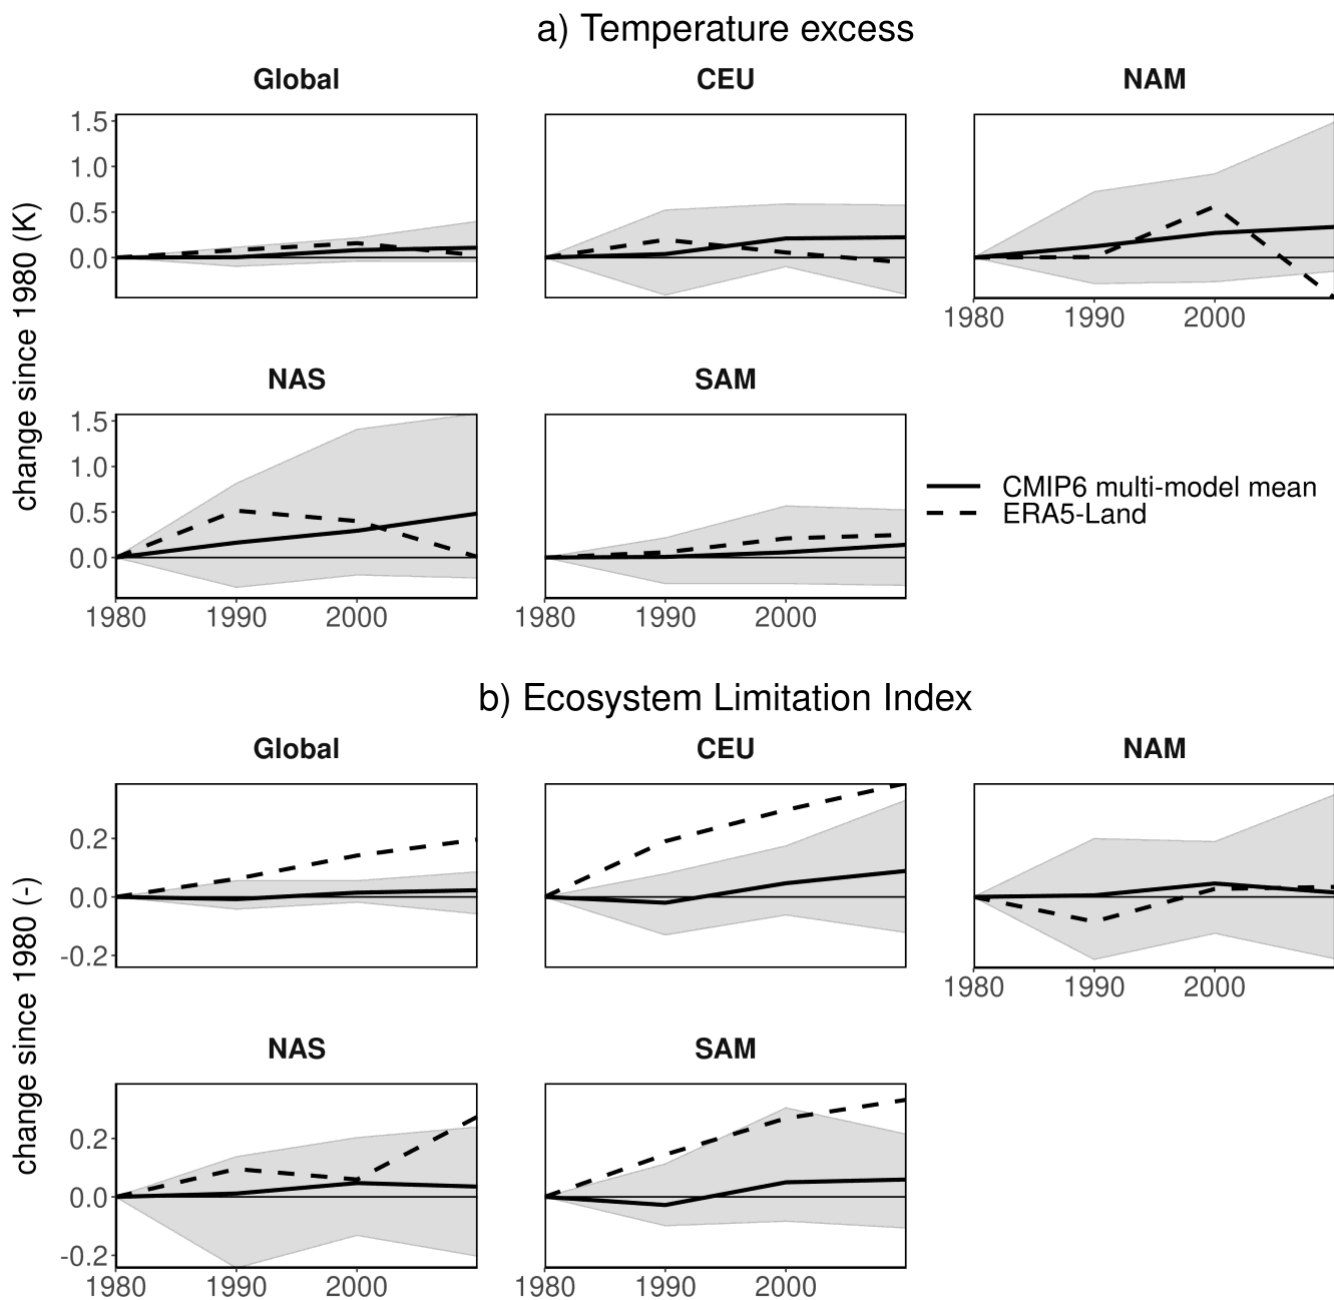 a) Temperature excess
Global CEU NAM
1.5
1.0
0.5
0.0
1980 1990 2000
NAS SAM
1.5
1.0
0.5
0.0
1980 1990 2000 1980 1990 2000
change since 1980 (K)
CMIP6 multi-model mean
ERA5-Land
b) Ecosystem Limitation Index
Global CEU NAM
0.2
0.0
-0.2
1980 1990 2000
NAS SAM
0.2
0.0
-0.2
1980 1990 2000 1980 1990 2000
change since 1980 (-)